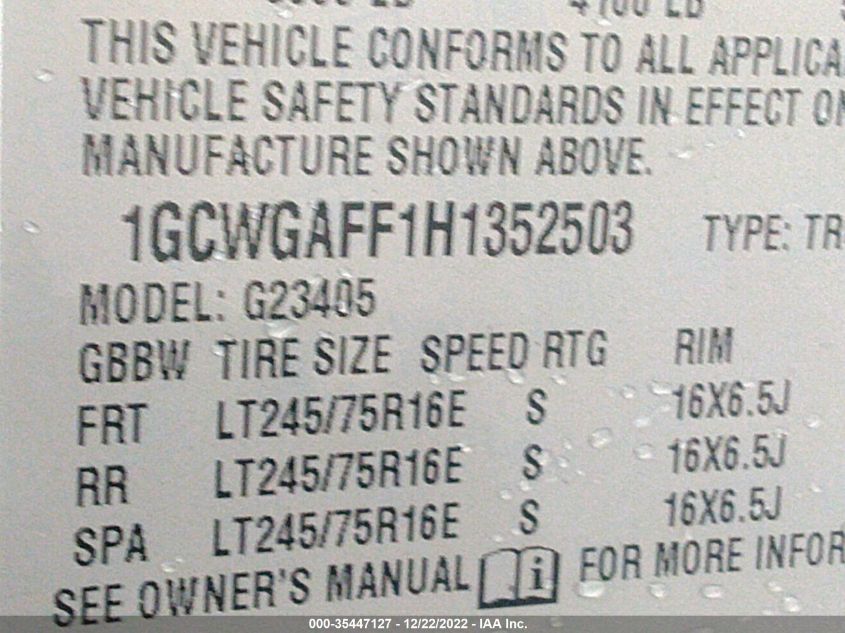 THIS VEHICLE CONFORMS TO ALL APPLICA
VEHICLE SAFETY STANDARDS IN EFFECT ON
MANUFACTURE SHOWN ABOVE.
1GCWGAFF1H1352503 TYPE: TR
MODEL: G23405
GBBW TIRE SIZE SPEED RTG RIM
FRT LT245/75R16E S 16X6.5J
RR LT245/75R16E S 16X6.5J
SPA LT245/75R16E S 16X6.5J
SEE OWNER'S MANUAL i FOR MORE INFOR
000-35447127 - 12/22/2022 - IAA Inc.